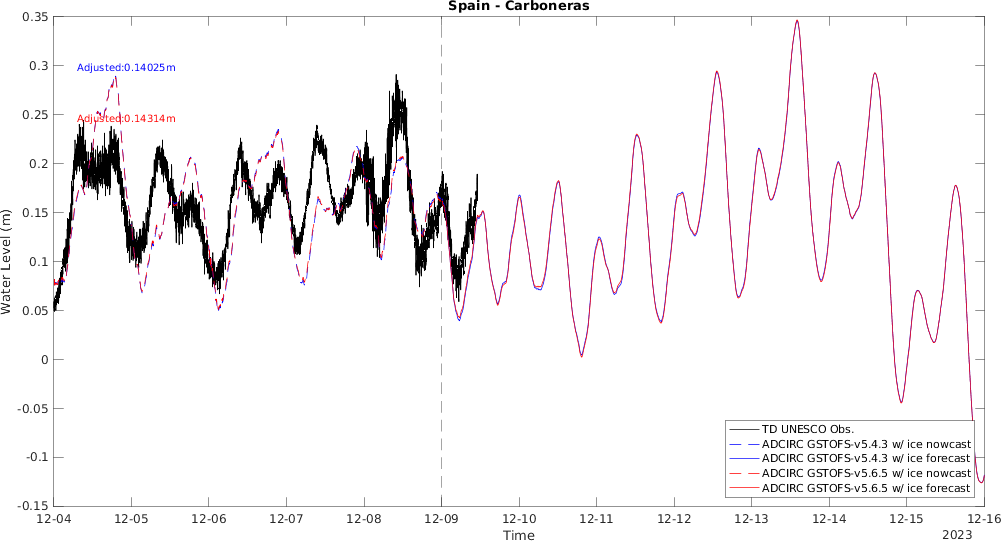 Spain - Carboneras
0.35
0.3
0.25
0.2
0.15
0.1
0.05
0
-0.05
-0.1
-0.15
Water Level (m)
Adjusted:0.14025m
Adjusted:0.14314m
TD UNESCO Obs.
ADCIRC GSTOFS-v5.4.3 w/ ice nowcast
ADCIRC GSTOFS-v5.4.3 w/ ice forecast
ADCIRC GSTOFS-v5.6.5 w/ ice nowcast
ADCIRC GSTOFS-v5.6.5 w/ ice forecast
12-04 12-05 12-06 12-07 12-08 12-09 12-10 12-11 12-12 12-13 12-14 12-15 12-16
Time
2023